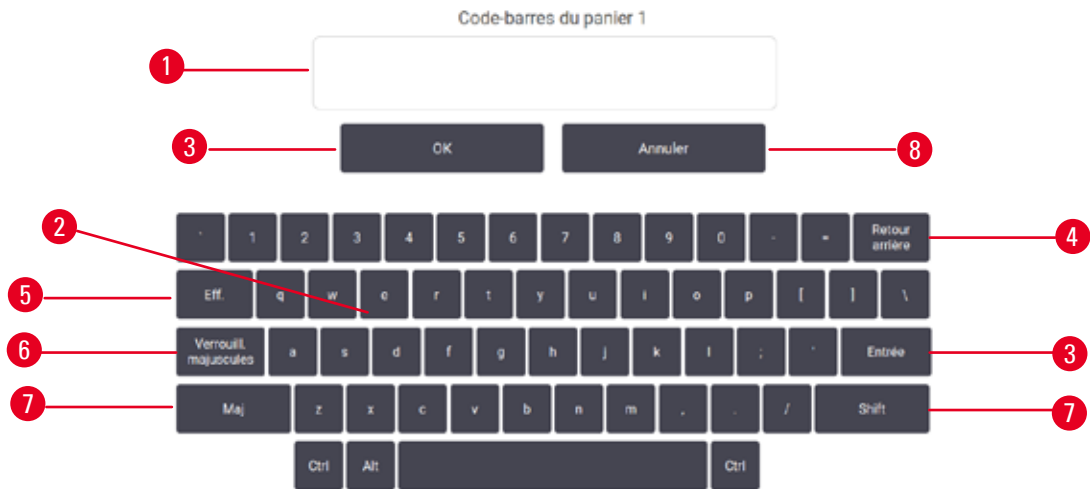 Code-barres du panier 1
1
3 OK Annuler 8
2
` 1 2 3 4 5 6 7 8 9 0 - = Retour arrière 4
5 Eff. q w e r t y u i o p [ ] \
6 Verrouill. majuscules a s d f g h j k l ; ' Entrée 3
7 Maj z x c v b n m , . / Shift 7
Ctrl Alt Ctrl